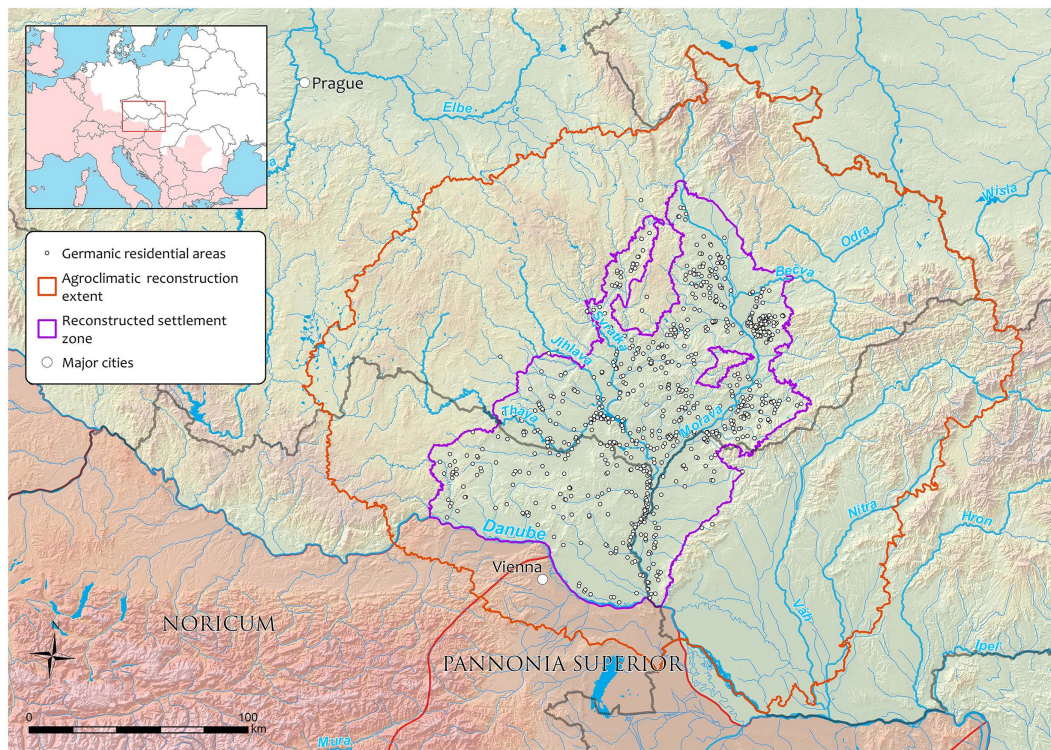 Prague
Elbe
a
Wisla
Odra
Bečva
Germanic residential areas
Agroclimatic reconstruction
extent
Reconstructed settlement
zone
Major cities
Svratka
Jihlava
Thaya
Morava
Nitra
Hron
Danube
Vienna
Váh
NORICUM
PANNONIA SUPERIOR
Ipeľ
N
0
100
km
Mura